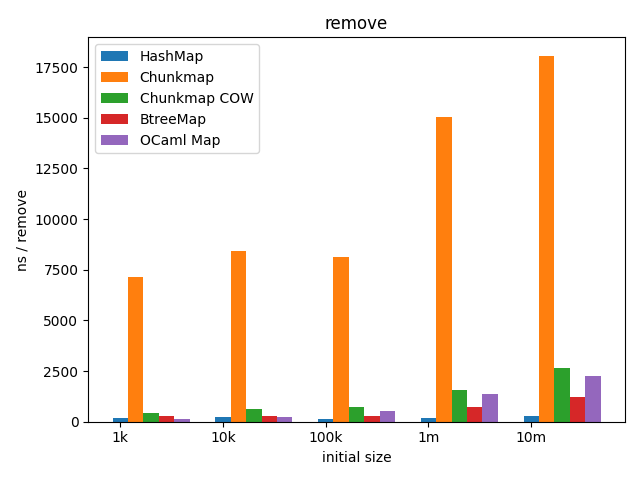 remove
HashMap
Chunkmap
Chunkmap COW
BtreeMap
OCaml Map
ns / remove
17500
15000
12500
10000
7500
5000
2500
0
1k 10k 100k 1m 10m
initial size